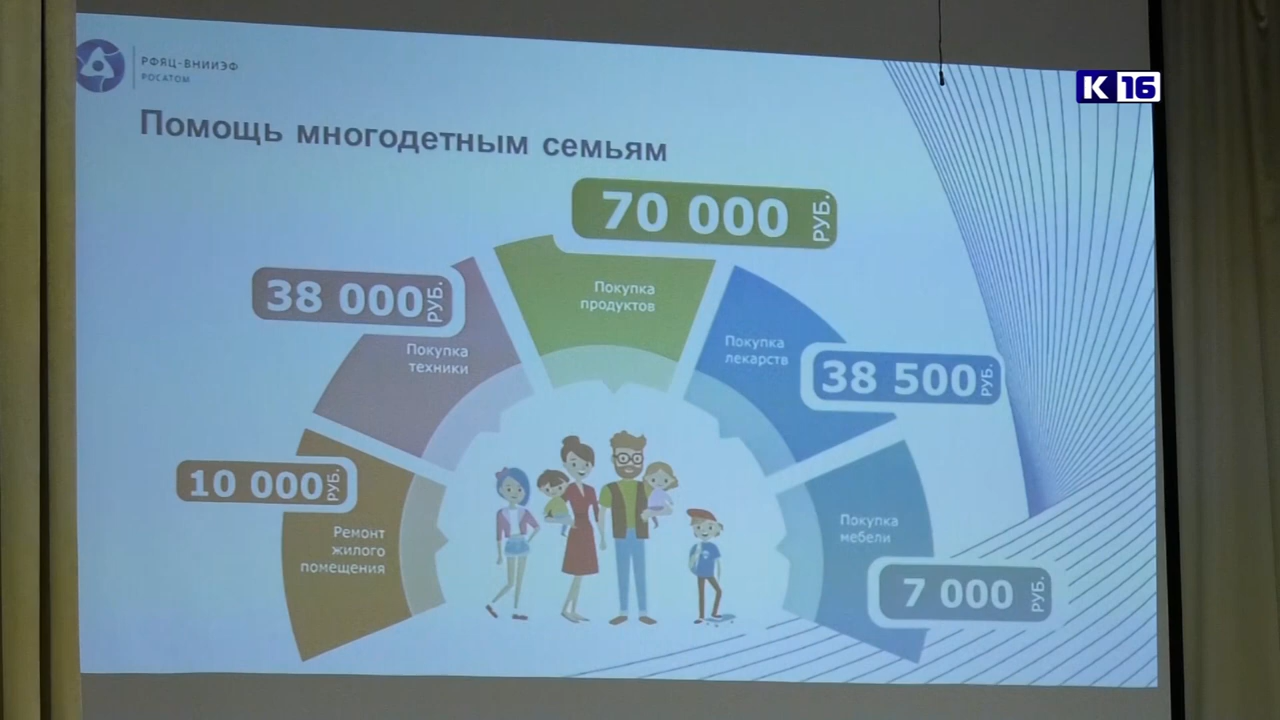 РФЯЦ-ВНИИЭФ
РОСАТОМ
К 16
Помощь многодетным семьям
70 000 РУБ.
Покупка
продуктов
38 000 РУБ.
Покупка
техники
Покупка
лекарств
38 500 РУБ.
10 000 РУБ.
Ремонт
жилого
помещения
Покупка
мебели
7 000 РУБ.